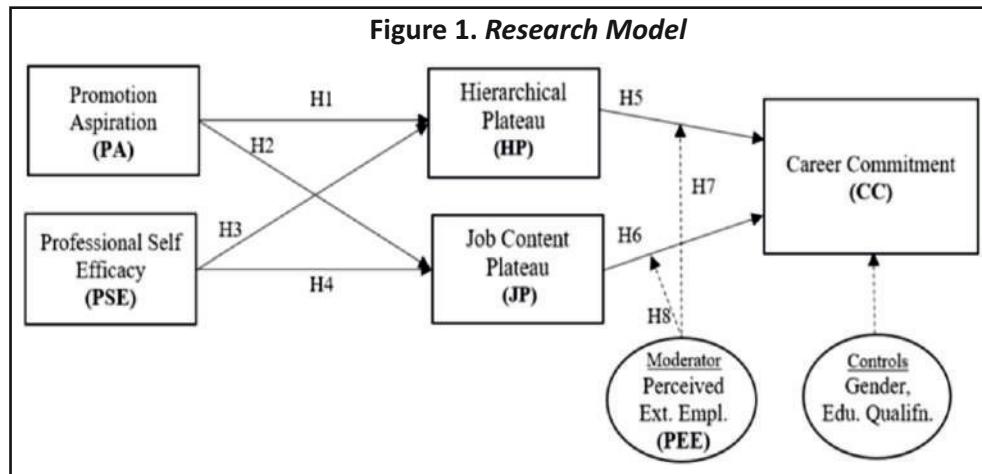 Figure 1. Research Model
Promotion
Aspiration
(PA)
H1
H2
Hierarchical
Plateau
(HP)
H5
H7
Career Commitment
(CC)
Professional Self
Efficacy
(PSE)
H3
H4
Job Content
Plateau
(JP)
H6
H8
Moderator
Perceived
Ext. Empl.
(PEE)
Controls
Gender,
Edu. Qualifn.